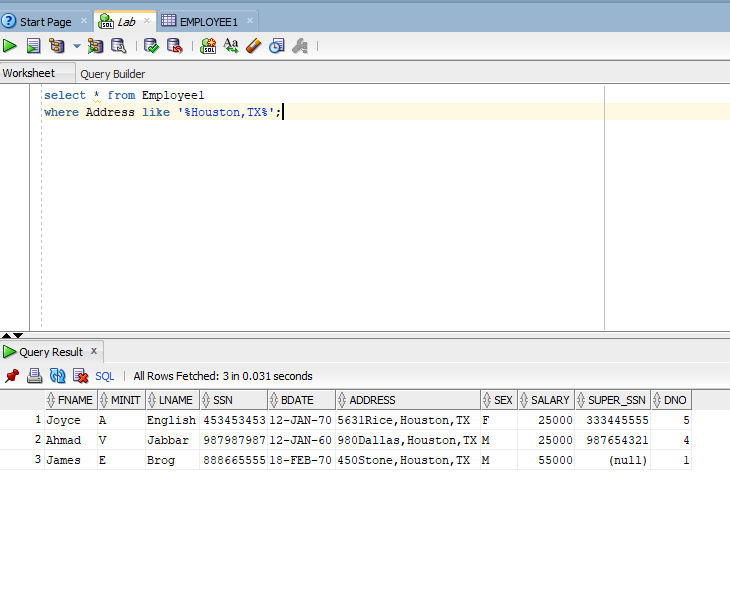 Start Page Lab EMPLOYEE1
Worksheet Query Builder
select * from Employee1
where Address like '%Houston,TX%';
Query Result
SQL All Rows Fetched: 3 in 0.031 seconds
FNAME MINIT LNAME SSN BDATE ADDRESS SEX SALARY SUPER_SSN DNO
1 Joyce A English 453453453 12-JAN-70 5631Rice,Houston,TX F 25000 333445555 5
2 Ahmad V Jabbar 987987987 12-JAN-60 980Dallas,Houston,TX M 25000 987654321 4
3 James E Brog 888665555 18-FEB-70 450Stone,Houston,TX M 55000 (null) 1